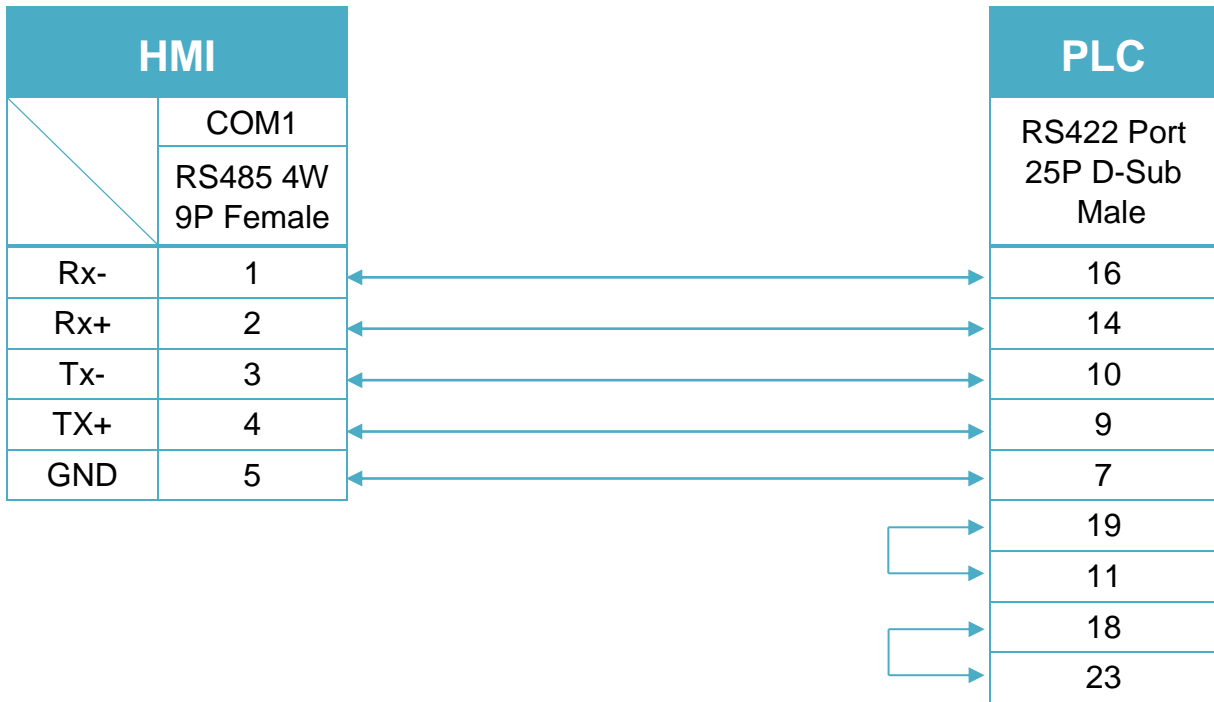 HMI
PLC
COM1
RS485 4W
9P Female
RS422 Port
25P D-Sub
Male
Rx- 1 16
Rx+ 2 14
Tx- 3 10
TX+ 4 9
GND 5 7
19
11
18
23